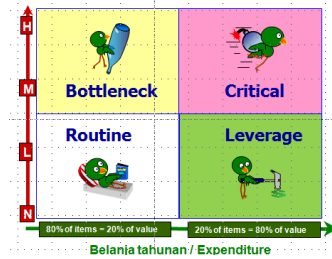 H
Bottleneck
Critical
M
Routine
Leverage
L
N
80% of items = 20% of value
20% of items = 80% of value
Belanja tahunan / Expenditure